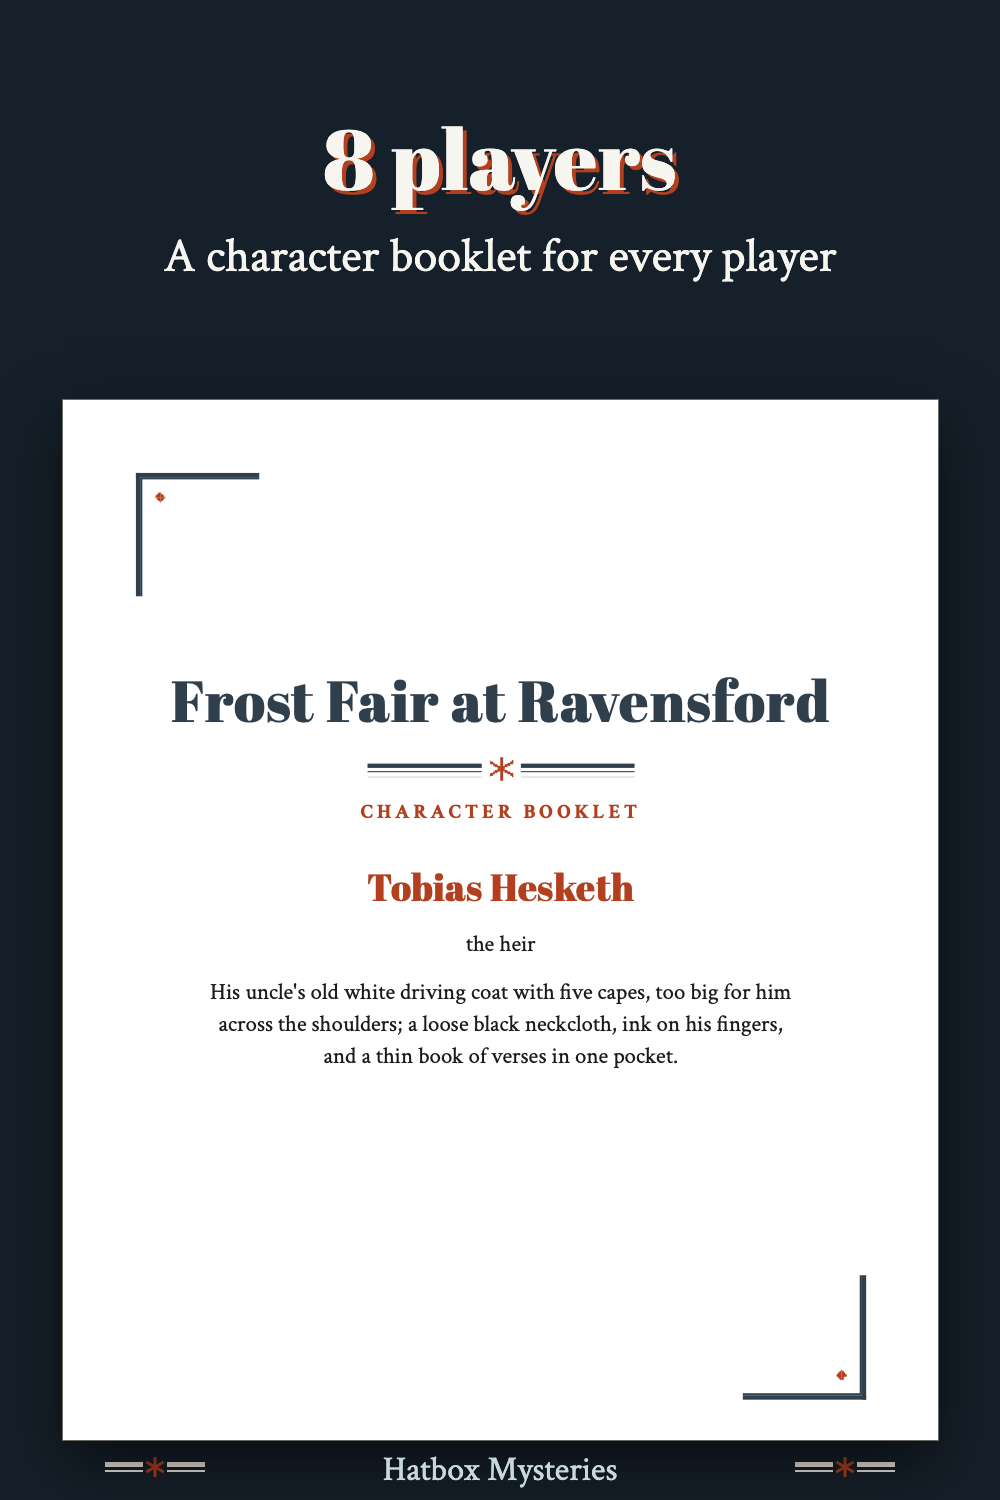 8 players
A character booklet for every player
Frost Fair at Ravensford
CHARACTER BOOKLET
Tobias Hesketh
the heir
His uncle's old white driving coat with five capes, too big for him
across the shoulders; a loose black neckcloth, ink on his fingers,
and a thin book of verses in one pocket.
Hatbox Mysteries